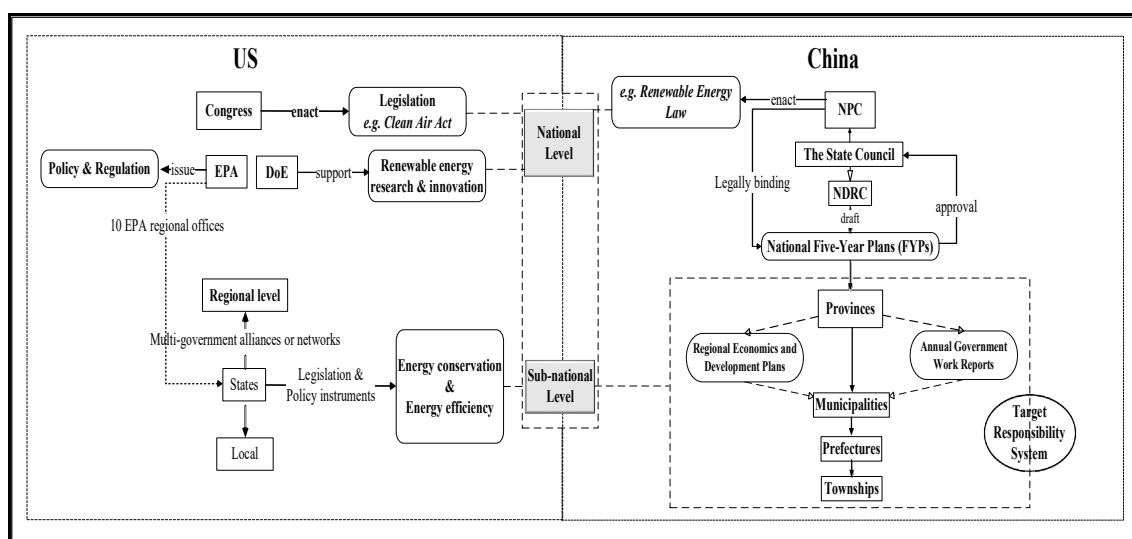 US
Congress
enact
Legislation
e.g. Clean Air Act
Policy & Regulation
issue
EPA
DoE
support
Renewable energy
research & innovation
10 EPA regional offices
Regional level
Multi-government alliances or networks
States
Legislation &
Policy instruments
Energy conservation
&
Energy efficiency
Local
National
Level
Sub-national
Level
China
e.g. Renewable Energy
Law
enact
NPC
The State Council
Legally binding
NDRC
approval
draft
National Five-Year Plans (FYPs)
Provinces
Regional Economics and
Development Plans
Annual Government
Work Reports
Municipalities
Prefectures
Townships
Target
Responsibility
System